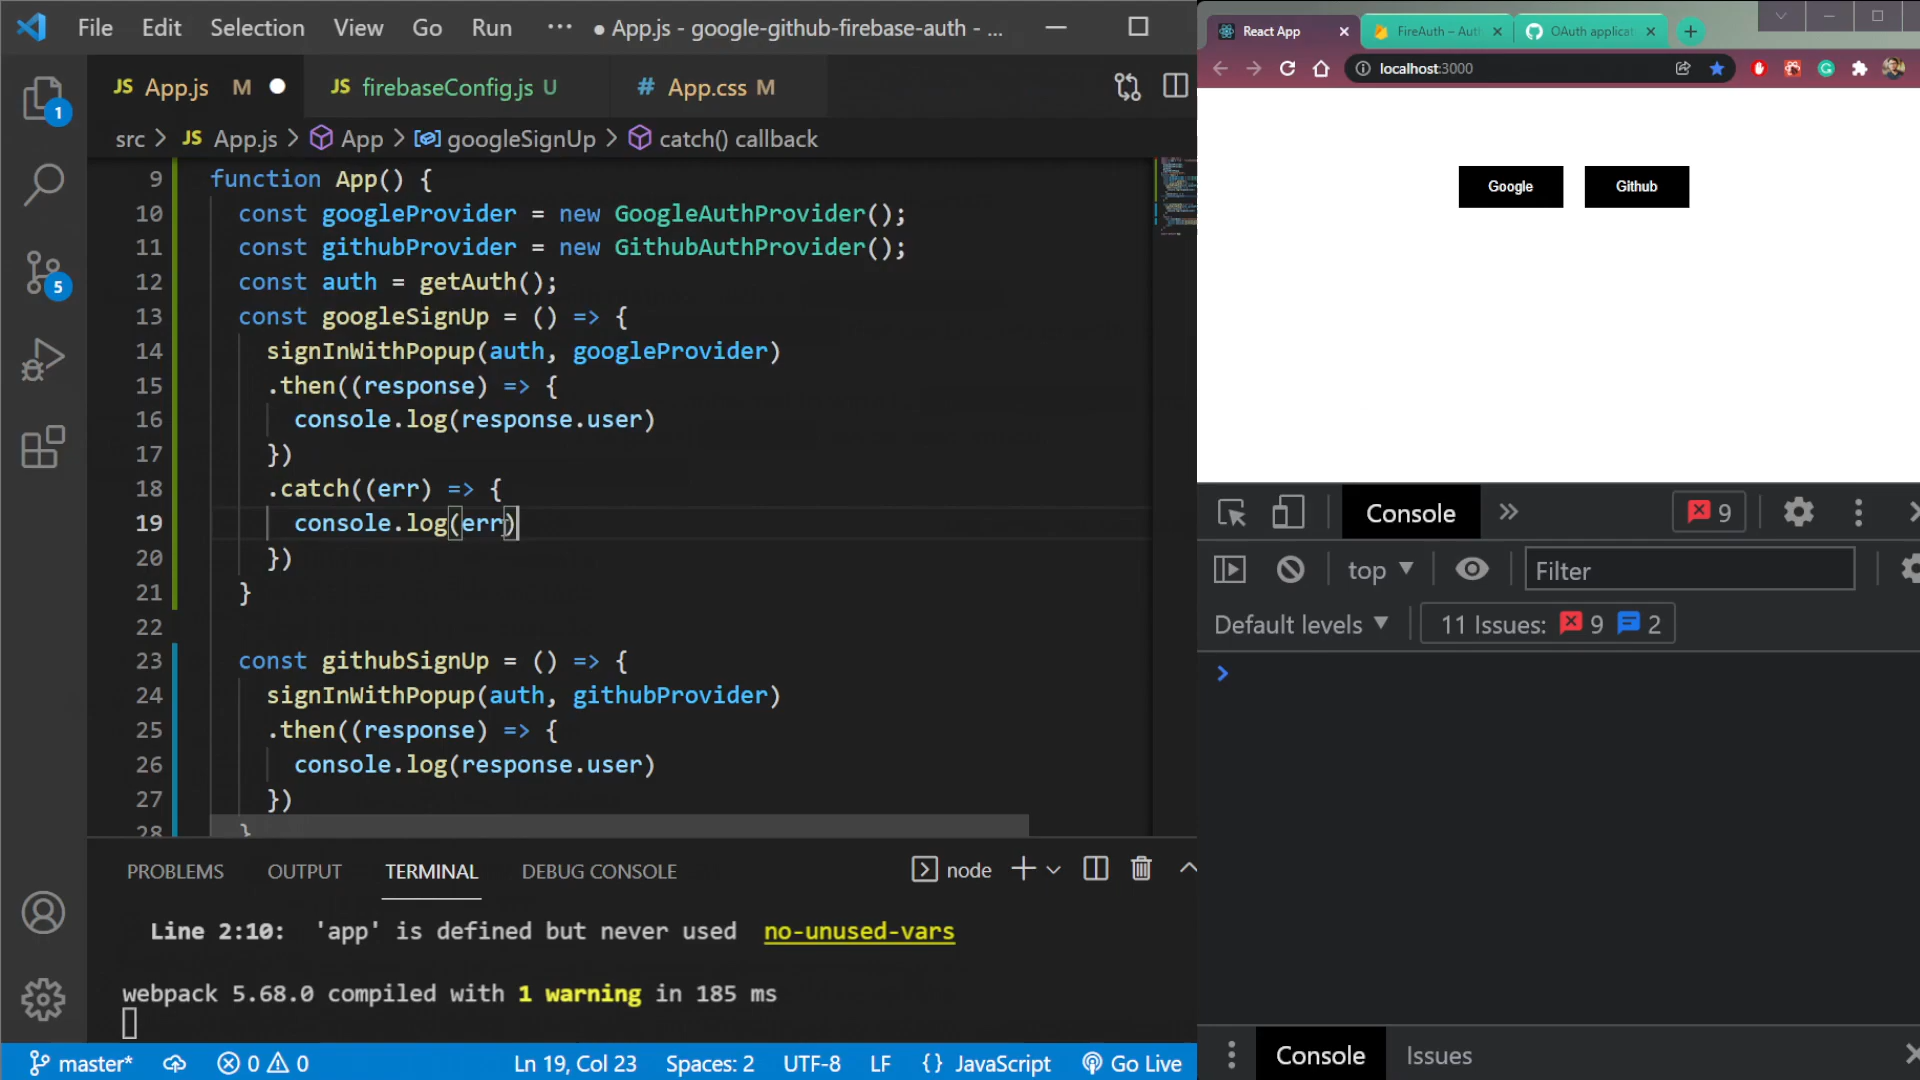 File Edit Selection View Go Run ··· ● App.js - google-github-firebase-auth - ...
JS App.js M ● JS firebaseConfig.js U # App.css M
src > JS App.js > App > googleSignUp > catch() callback
9 function App() {
10 const googleProvider = new GoogleAuthProvider();
11 const githubProvider = new GithubAuthProvider();
12 const auth = getAuth();
13 const googleSignUp = () => {
14 signInWithPopup(auth, googleProvider)
15 .then((response) => {
16 console.log(response.user)
17 })
18 .catch((err) => {
19 console.log(err)
20 })
21 }
22
23 const githubSignUp = () => {
24 signInWithPopup(auth, githubProvider)
25 .then((response) => {
26 console.log(response.user)
27 })
28 }
1
5
PROBLEMS OUTPUT TERMINAL DEBUG CONSOLE node
Line 2:10: 'app' is defined but never used no-unused-vars
webpack 5.68.0 compiled with 1 warning in 185 ms
master* 0 0 Ln 19, Col 23 Spaces: 2 UTF-8 LF {} JavaScript Go Live
React App FireAuth – Aut OAuth applicat
localhost:3000
Google Github
Console 9
top Filter
Default levels 11 Issues: 9 2
Console Issues